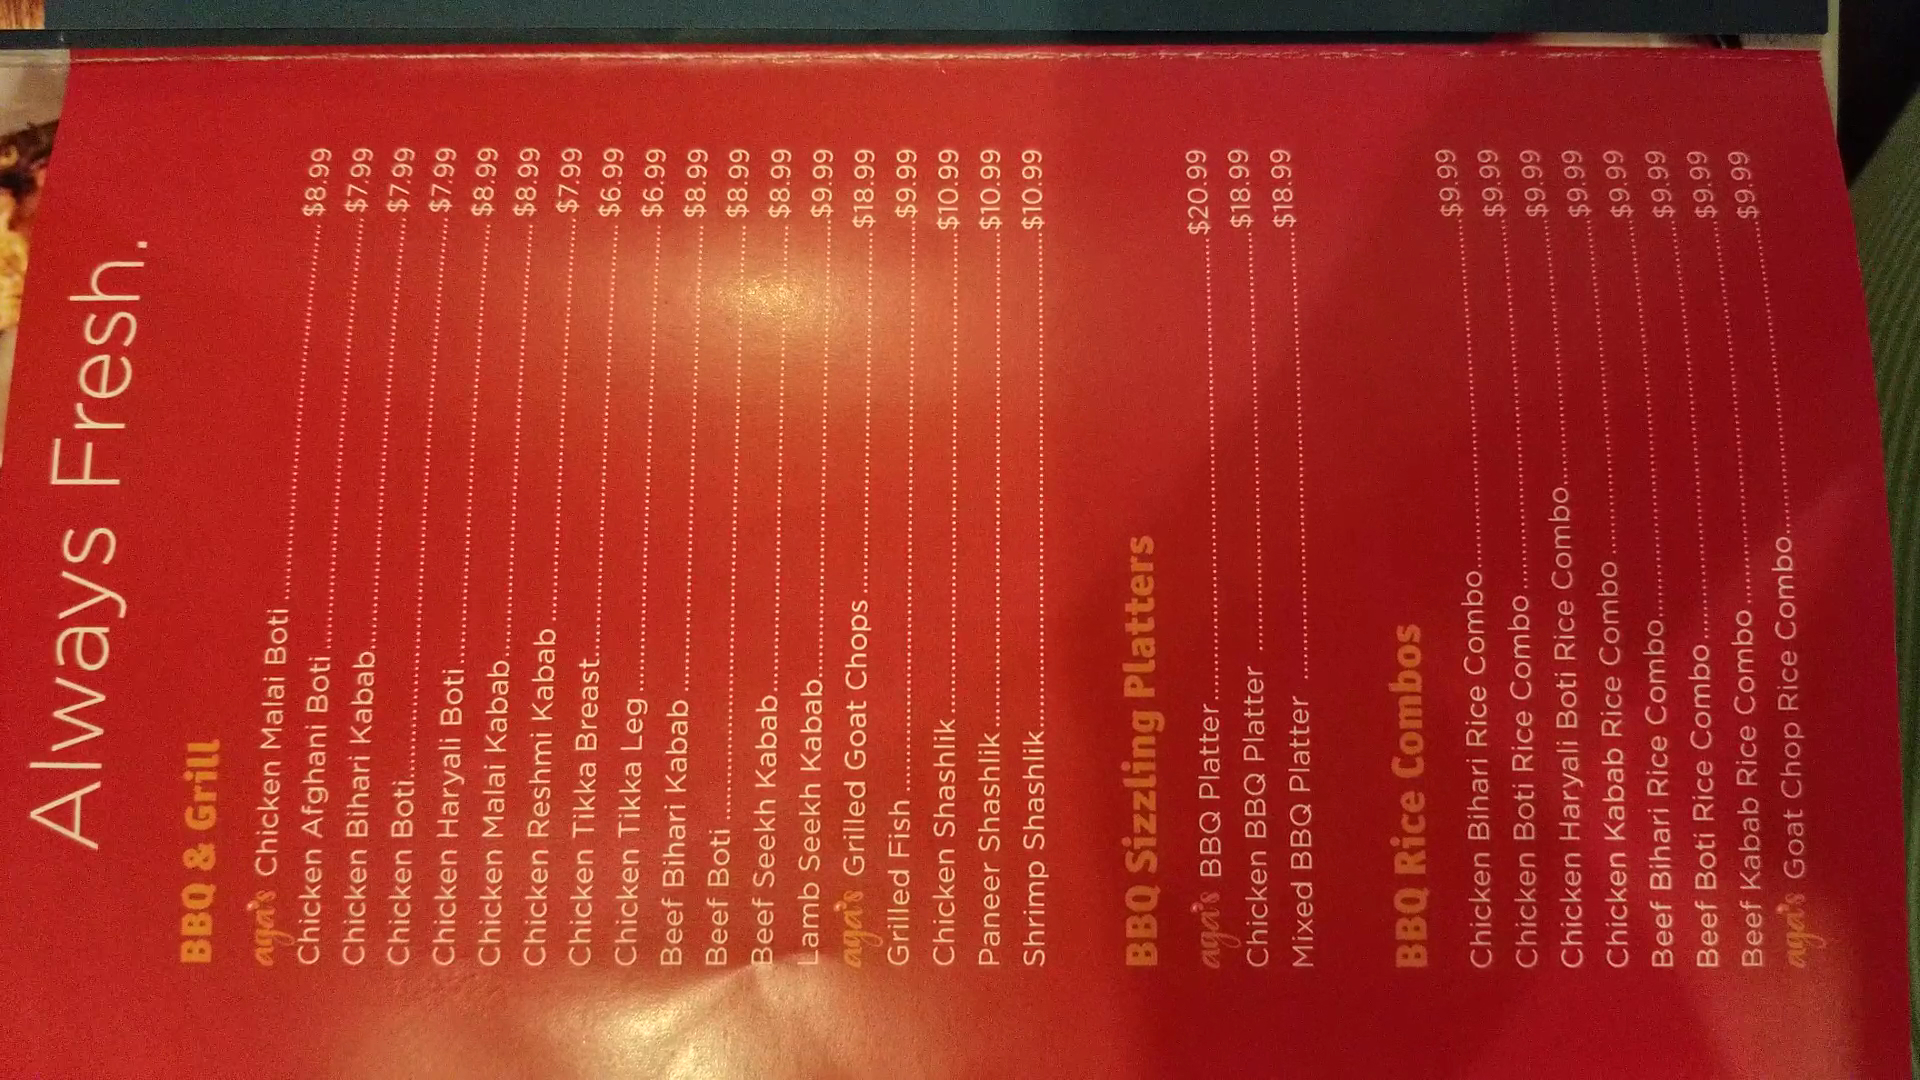 Always Fresh.
BBQ & Grill
aga's Chicken Malai Boti $8.99
Chicken Afghani Boti $7.99
Chicken Bihari Kabab $7.99
Chicken Boti $7.99
Chicken Haryali Boti $8.99
Chicken Malai Kabab $8.99
Chicken Reshmi Kabab $7.99
Chicken Tikka Breast $6.99
Chicken Tikka Leg $6.99
Beef Bihari Kabab $8.99
Beef Boti $8.99
Beef Seekh Kabab $8.99
Lamb Seekh Kabab $9.99
aga's Grilled Goat Chops $18.99
Grilled Fish $9.99
Chicken Shashlik $10.99
Paneer Shashlik $10.99
Shrimp Shashlik $10.99
BBQ Sizzling Platters
aga's BBQ Platter $20.99
Chicken BBQ Platter $18.99
Mixed BBQ Platter $18.99
BBQ Rice Combos
Chicken Bihari Rice Combo $9.99
Chicken Boti Rice Combo $9.99
Chicken Haryali Boti Rice Combo $9.99
Chicken Kabab Rice Combo $9.99
Beef Bihari Rice Combo $9.99
Beef Boti Rice Combo $9.99
Beef Kabab Rice Combo $9.99
aga's Goat Chop Rice Combo $9.99